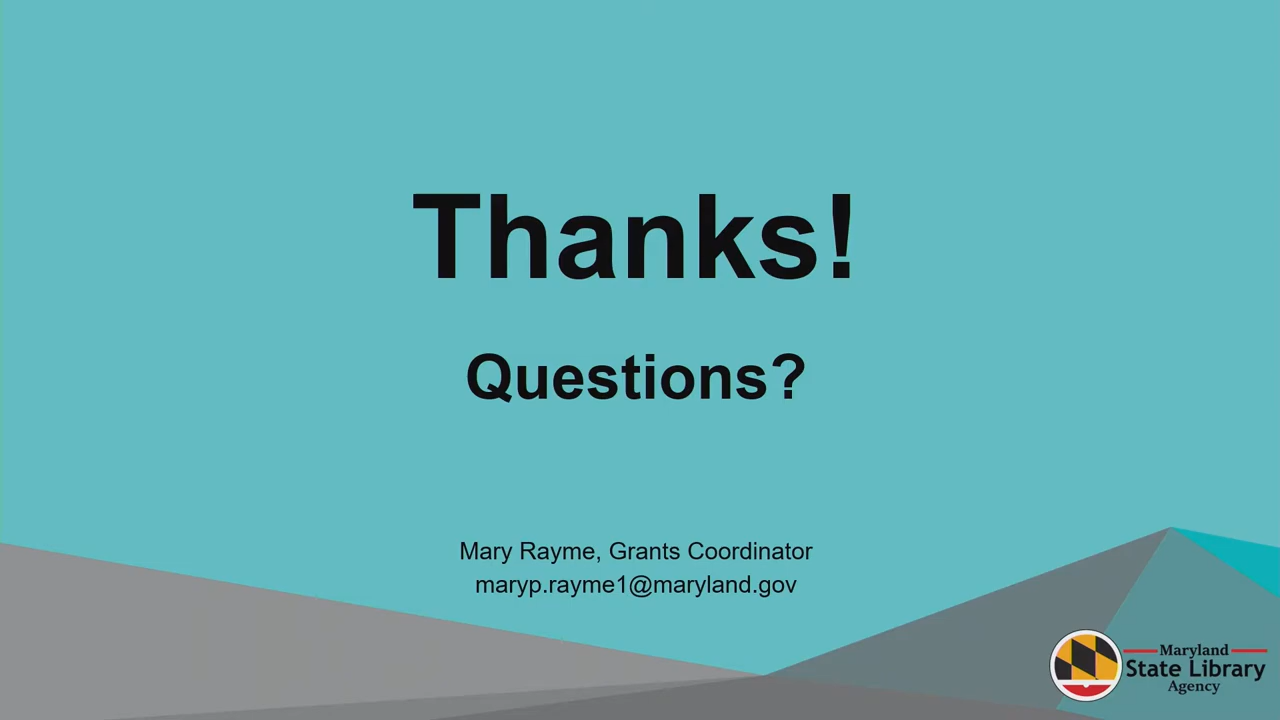 Thanks!
Questions?
Mary Rayme, Grants Coordinator
maryp.rayme1@maryland.gov
Maryland
State Library
Agency